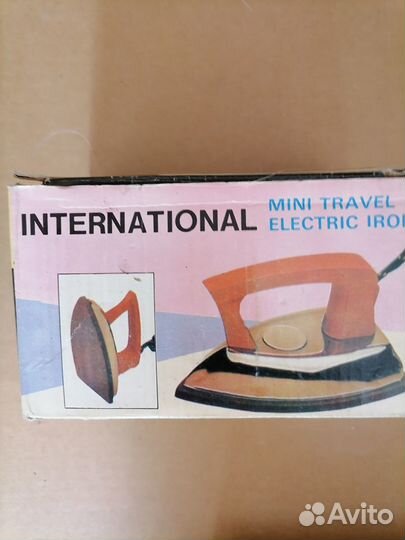 INTERNATIONAL
MINI TRAVEL
ELECTRIC IRO
Avito